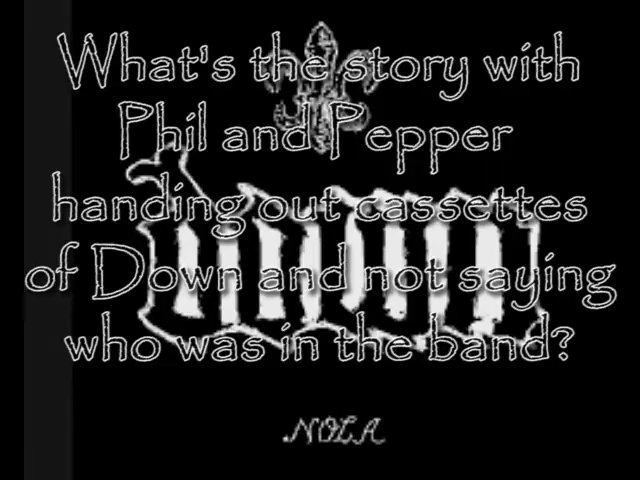 What's the story with
Phil and Pepper
handing out cassettes
of Down and not saying
who was in the band?
Down
NOLA